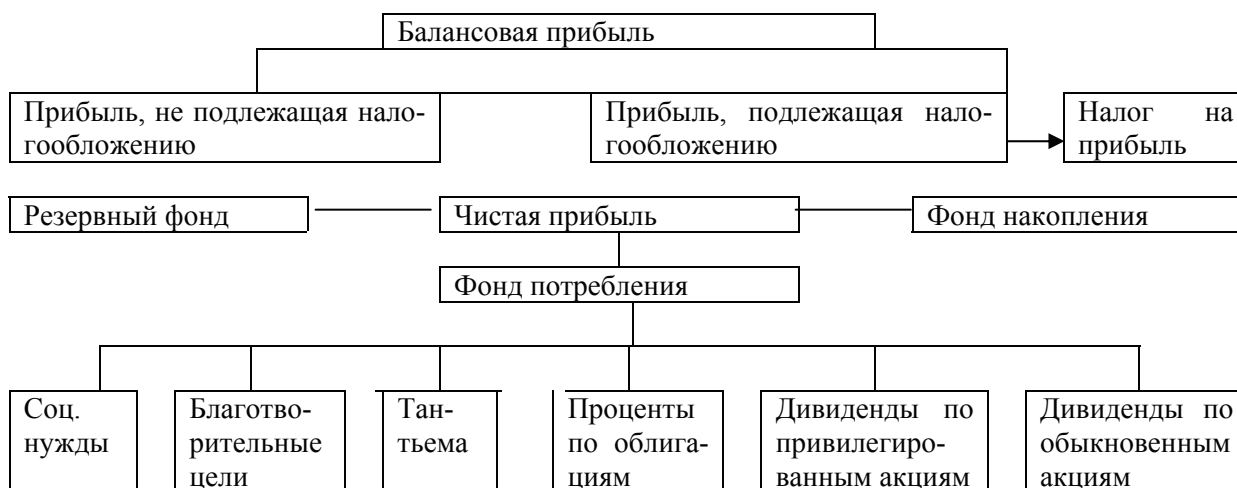 Балансовая прибыль
Прибыль, не подлежащая нало-
гообложению
Прибыль, подлежащая нало-
гообложению
Налог на
прибыль
Резервный фонд
Чистая прибыль
Фонд накопления
Фонд потребления
Соц.
нужды
Благотво-
рительные
цели
Тан-
тьема
Проценты
по облига-
циям
Дивиденды по
привилегиро-
ванным акциям
Дивиденды по
обыкновенным
акциям